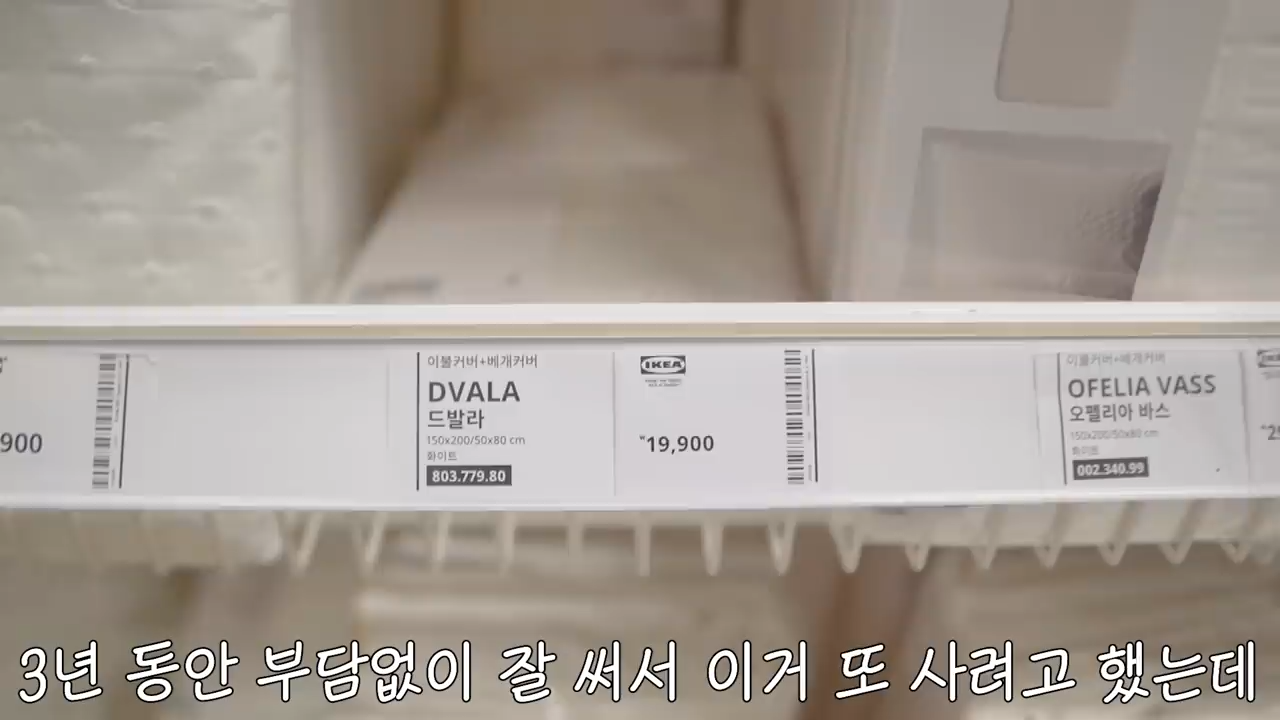 900
이불커버+베개커버
DVALA
드발라
150x200/50x80 cm
화이트
803.779.80
IKEA
₩19,900
이불커버+베개커버
OFELIA VASS
오펠리아 바스
150x200/50x80 cm
화이트
002.340.99
3년 동안 부담없이 잘 써서 이거 또 사려고 했는데